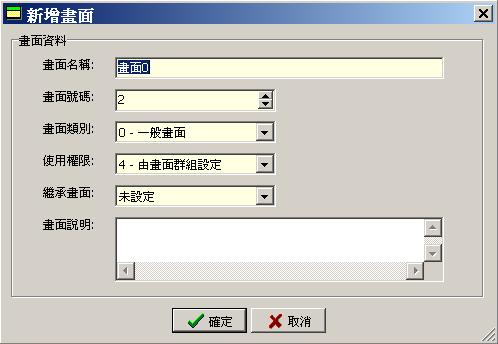 新增畫面
畫面資料
畫面名稱: 畫面0
畫面號碼: 2
畫面類別: 0 - 一般畫面
使用權限: 4 - 由畫面群組設定
繼承畫面: 未設定
畫面說明:
確定 取消